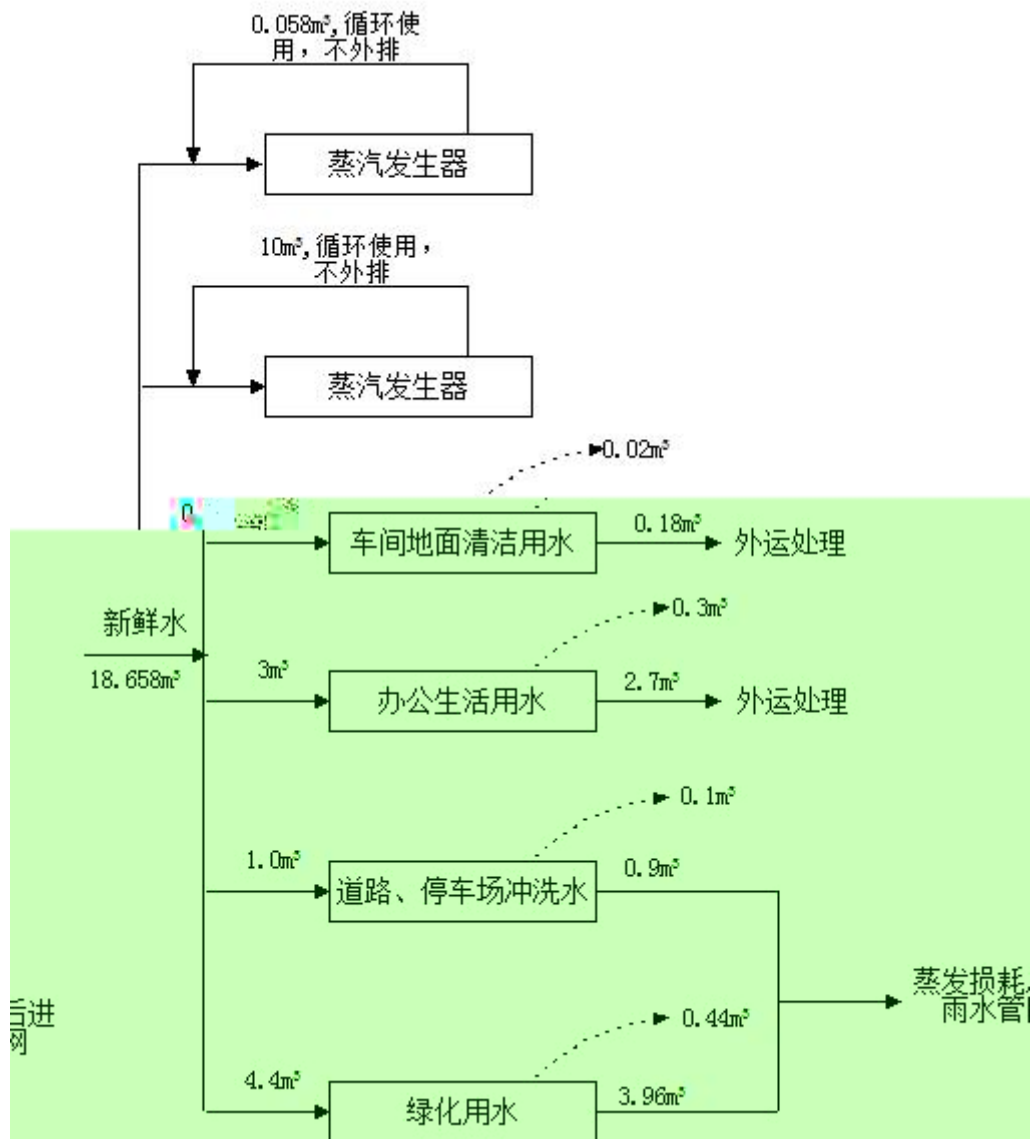 0.058m³,循环使
用，不外排
蒸汽发生器
10m³,循环使用，
不外排
蒸汽发生器
0.02m³
0
车间地面清洁用水
0.18m³
外运处理
新鲜水
18.658m³
0.3m³
3m³
办公生活用水
2.7m³
外运处理
0.1m³
1.0m³
道路、停车场冲洗水
0.9m³
蒸发损耗
雨水管
后进
网
0.44m³
4.4m³
绿化用水
3.96m³